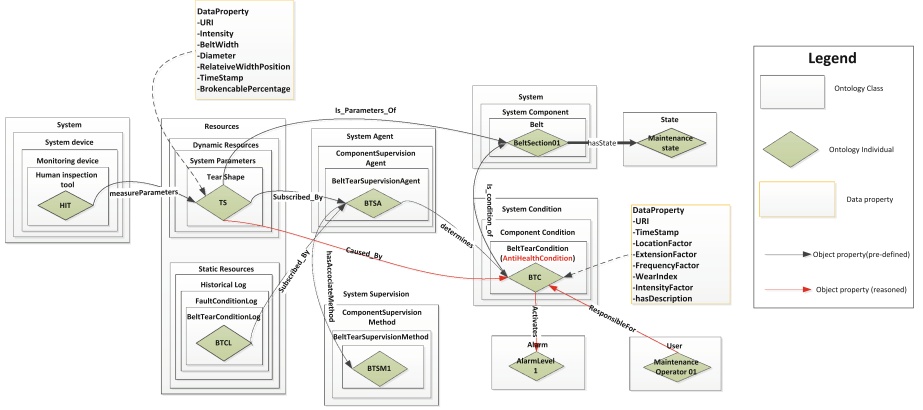 DataProperty
-URI
-Intensity
-BeltWidth
-Diameter
-RelateiveWidthPosition
-TimeStamp
-BrokencablePercentage
System
System device
Monitoring device
Human inspection
tool
HIT
measureParameters
Resources
Dynamic Resources
System Parameters
Tear Shape
TS
Is_Parameters_Of
Subscribed_By
Subscribed_By
Caused_By
System Agent
ComponentSupervision
Agent
BeltTearSupervisionAgent
BTSA
determines
hasAccociateMethod
Static Resources
Historical Log
FaultConditionLog
BeltTearConditionLog
BTCL
System Supervision
ComponentSupervision
Method
BeltTearSupervisionMethod
BTSM1
System
System Component
Belt
BeltSection01
hasState
State
Maintenance
state
Is_condition_of
System Condition
Component Condition
BeltTearCondition
(AntiHealthCondition)
BTC
DataProperty
-URI
-TimeStamp
-LocationFactor
-ExtensionFactor
-FrequencyFactor
-WearIndex
-IntensityFactor
-hasDescription
Activates
ResponsibleFor
Alarm
AlarmLevel
1
User
Maintenance
Operator 01
Legend
Ontology Class
Ontology Individual
Data property
Object property(pre-defined)
Object property (reasoned)